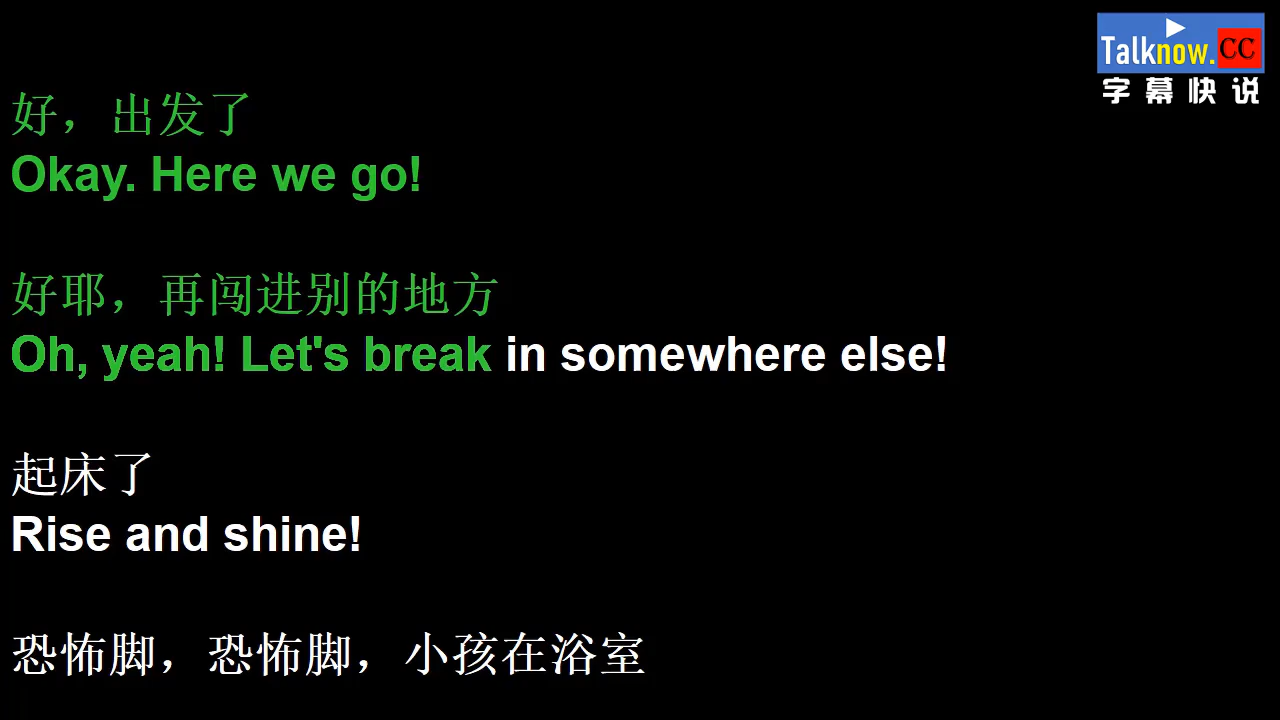 Talknow.CC
字幕快说
好，出发了
Okay. Here we go!
好耶，再闯进别的地方
Oh, yeah! Let's break in somewhere else!
起床了
Rise and shine!
恐怖脚，恐怖脚，小孩在浴室